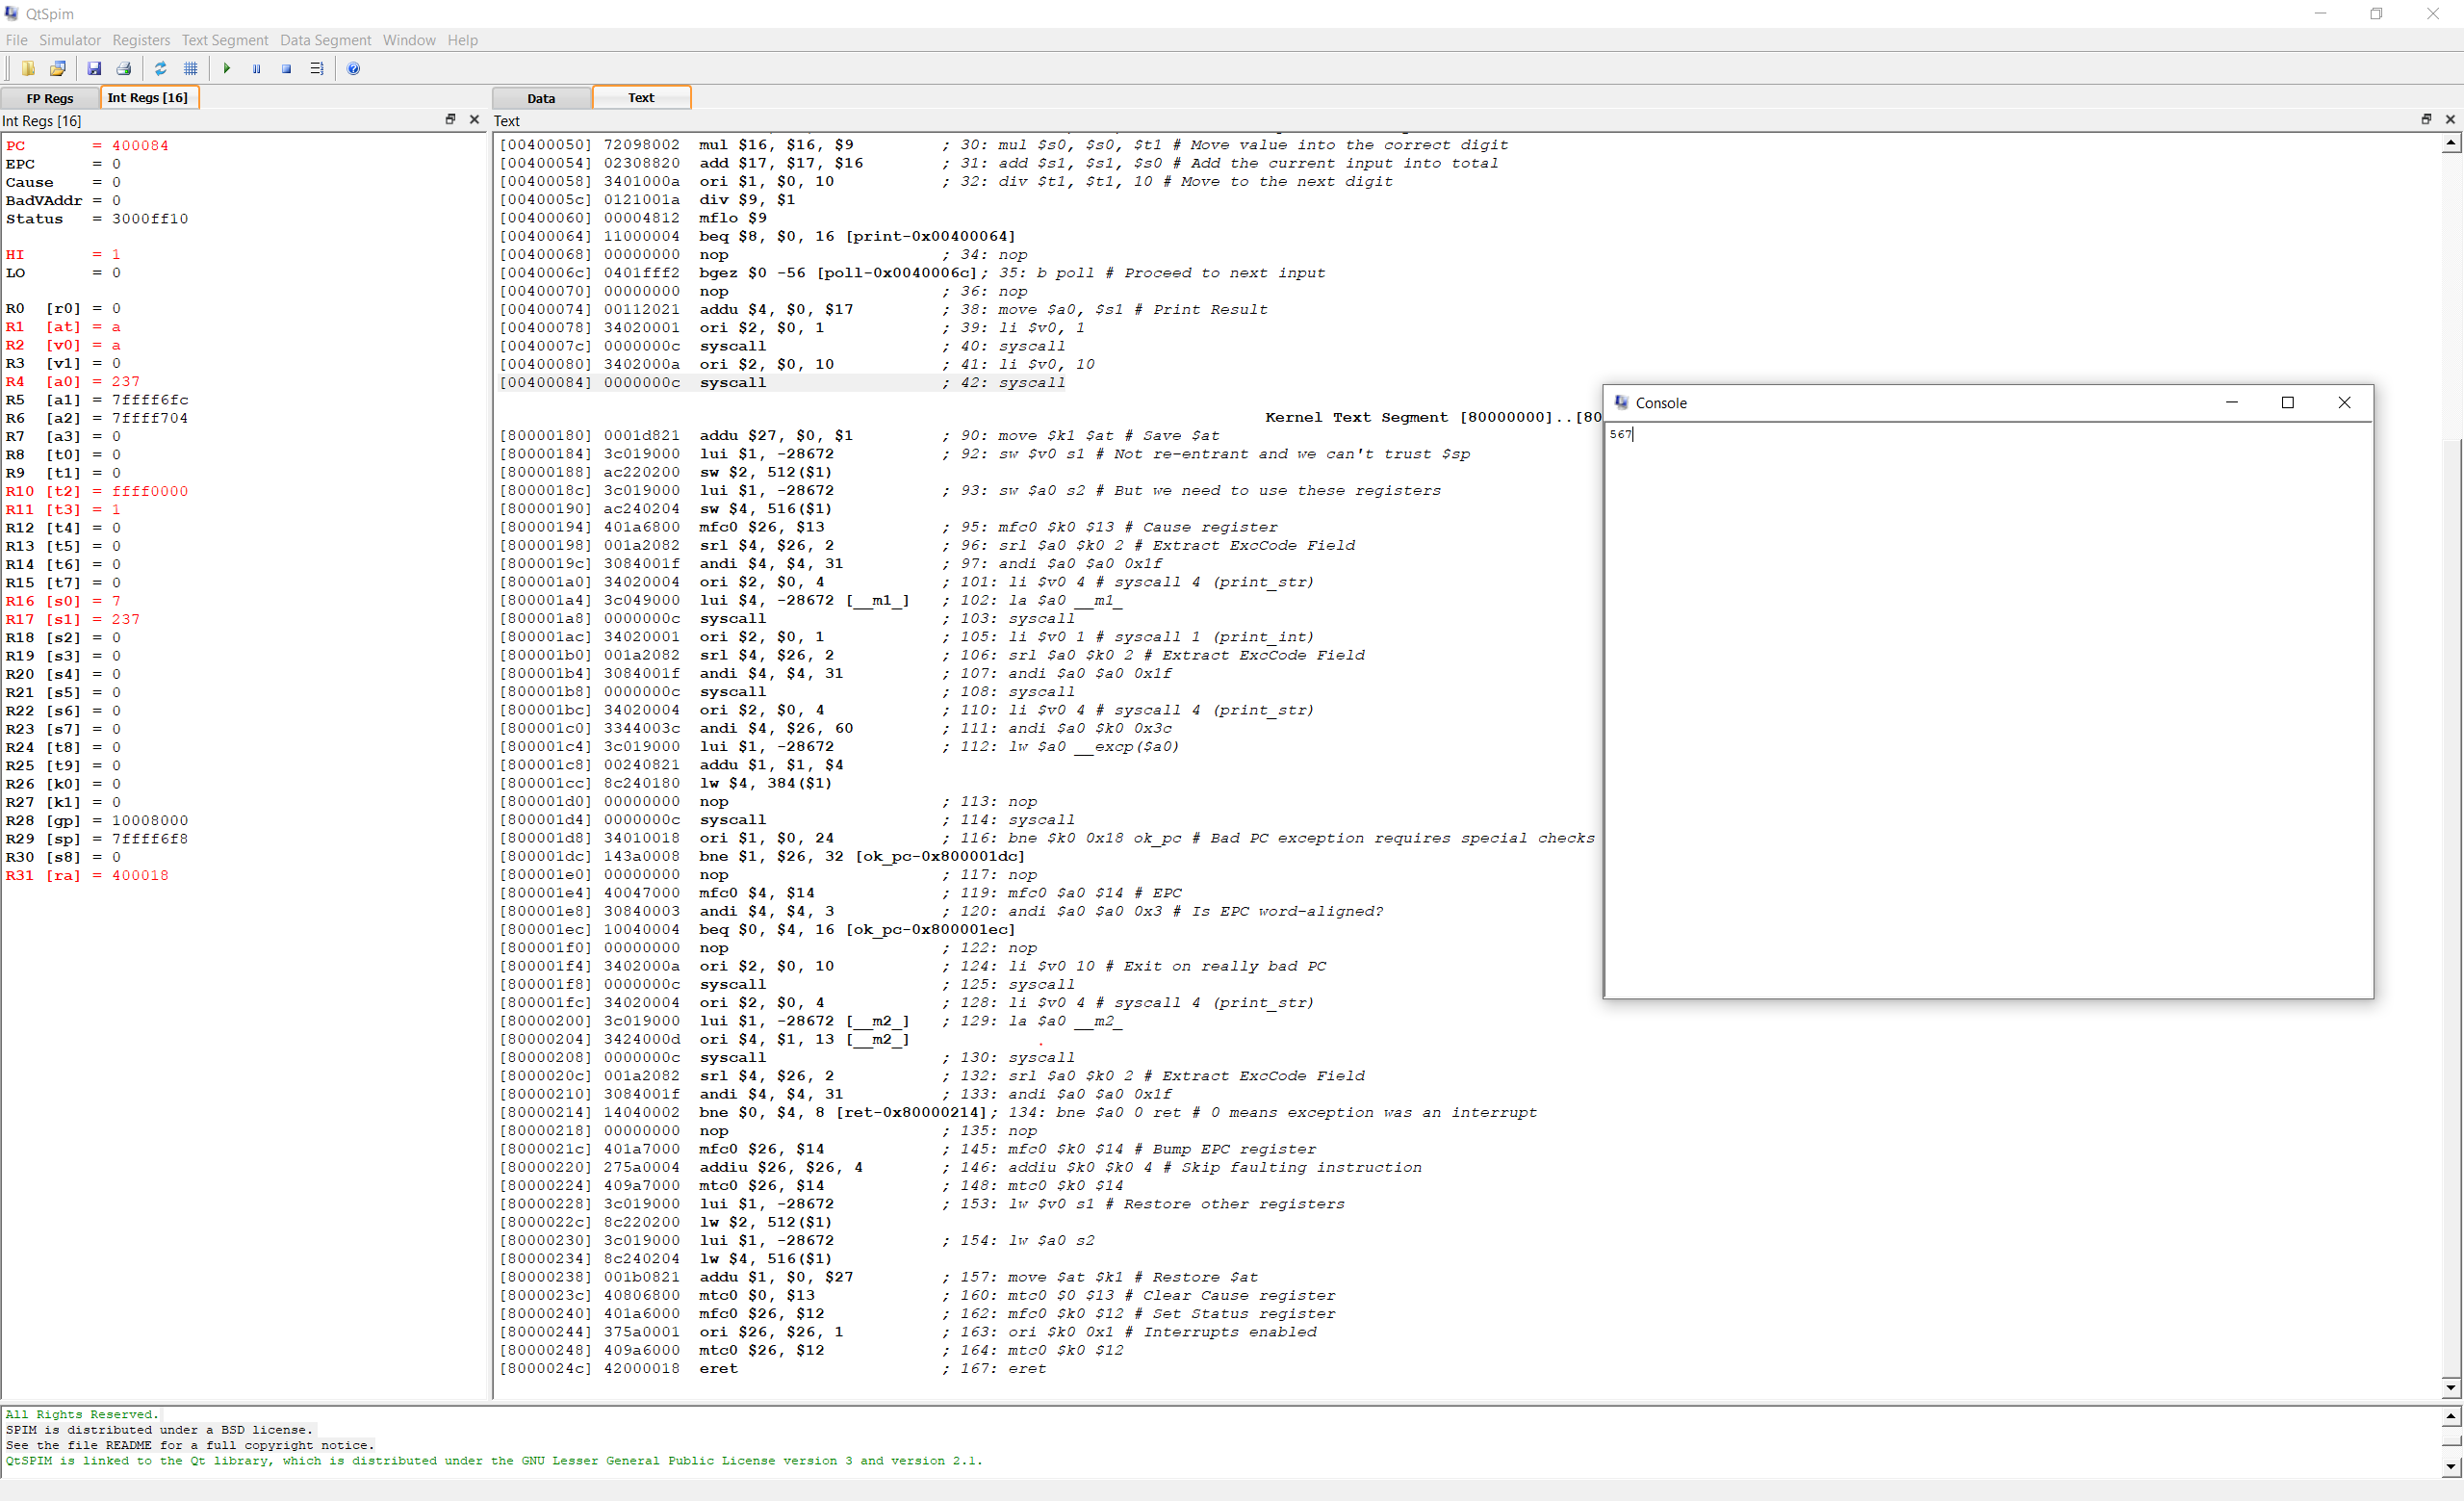 QtSpim
File Simulator Registers Text Segment Data Segment Window Help
FP Regs Int Regs [16] Data Text
Int Regs [16]
PC = 400084
EPC = 0
Cause = 0
BadVAddr = 0
Status = 3000ff10
HI = 1
LO = 0
R0 [r0] = 0
R1 [at] = a
R2 [v0] = a
R3 [v1] = 0
R4 [a0] = 237
R5 [a1] = 7ffff6fc
R6 [a2] = 7ffff704
R7 [a3] = 0
R8 [t0] = 0
R9 [t1] = 0
R10 [t2] = ffff0000
R11 [t3] = 1
R12 [t4] = 0
R13 [t5] = 0
R14 [t6] = 0
R15 [t7] = 0
R16 [s0] = 7
R17 [s1] = 237
R18 [s2] = 0
R19 [s3] = 0
R20 [s4] = 0
R21 [s5] = 0
R22 [s6] = 0
R23 [s7] = 0
R24 [t8] = 0
R25 [t9] = 0
R26 [k0] = 0
R27 [k1] = 0
R28 [gp] = 10008000
R29 [sp] = 7ffff6f8
R30 [s8] = 0
R31 [ra] = 400018
Text
[00400050] 72098002 mul $16, $16, $9 ; 30: mul $s0, $s0, $t1 # Move value into the correct digit
[00400054] 02308820 add $17, $17, $16 ; 31: add $s1, $s1, $s0 # Add the current input into total
[00400058] 3401000a ori $1, $0, 10 ; 32: div $t1, $t1, 10 # Move to the next digit
[0040005c] 0121001a div $9, $1
[00400060] 00004812 mflo $9
[00400064] 11000004 beq $8, $0, 16 [print-0x00400064]
[00400068] 00000000 nop ; 34: nop
[0040006c] 0401fff2 bgez $0 -56 [poll-0x0040006c]; 35: b poll # Proceed to next input
[00400070] 00000000 nop ; 36: nop
[00400074] 00112021 addu $4, $0, $17 ; 38: move $a0, $s1 # Print Result
[00400078] 34020001 ori $2, $0, 1 ; 39: li $v0, 1
[0040007c] 0000000c syscall ; 40: syscall
[00400080] 3402000a ori $2, $0, 10 ; 41: li $v0, 10
[00400084] 0000000c syscall ; 42: syscall
Kernel Text Segment [80000000]..[80
[80000180] 0001d821 addu $27, $0, $1 ; 90: move $k1 $at # Save $at
[80000184] 3c019000 lui $1, -28672 ; 92: sw $v0 s1 # Not re-entrant and we can't trust $sp
[80000188] ac220200 sw $2, 512($1)
[8000018c] 3c019000 lui $1, -28672 ; 93: sw $a0 s2 # But we need to use these registers
[80000190] ac240204 sw $4, 516($1)
[80000194] 401a6800 mfc0 $26, $13 ; 95: mfc0 $k0 $13 # Cause register
[80000198] 001a2082 srl $4, $26, 2 ; 96: srl $a0 $k0 2 # Extract ExcCode Field
[8000019c] 3084001f andi $4, $4, 31 ; 97: andi $a0 $a0 0x1f
[800001a0] 34020004 ori $2, $0, 4 ; 101: li $v0 4 # syscall 4 (print_str)
[800001a4] 3c049000 lui $4, -28672 [__m1_] ; 102: la $a0 __m1_
[800001a8] 0000000c syscall ; 103: syscall
[800001ac] 34020001 ori $2, $0, 1 ; 105: li $v0 1 # syscall 1 (print_int)
[800001b0] 001a2082 srl $4, $26, 2 ; 106: srl $a0 $k0 2 # Extract ExcCode Field
[800001b4] 3084001f andi $4, $4, 31 ; 107: andi $a0 $a0 0x1f
[800001b8] 0000000c syscall ; 108: syscall
[800001bc] 34020004 ori $2, $0, 4 ; 110: li $v0 4 # syscall 4 (print_str)
[800001c0] 3344003c andi $4, $26, 60 ; 111: andi $a0 $k0 0x3c
[800001c4] 3c019000 lui $1, -28672 ; 112: lw $a0 __excp($a0)
[800001c8] 00240821 addu $1, $1, $4
[800001cc] 8c240180 lw $4, 384($1)
[800001d0] 00000000 nop ; 113: nop
[800001d4] 0000000c syscall ; 114: syscall
[800001d8] 34010018 ori $1, $0, 24 ; 116: bne $k0 0x18 ok_pc # Bad PC exception requires special checks
[800001dc] 143a0008 bne $1, $26, 32 [ok_pc-0x800001dc]
[800001e0] 00000000 nop ; 117: nop
[800001e4] 40047000 mfc0 $4, $14 ; 119: mfc0 $a0 $14 # EPC
[800001e8] 30840003 andi $4, $4, 3 ; 120: andi $a0 $a0 0x3 # Is EPC word-aligned?
[800001ec] 10040004 beq $0, $4, 16 [ok_pc-0x800001ec]
[800001f0] 00000000 nop ; 122: nop
[800001f4] 3402000a ori $2, $0, 10 ; 124: li $v0 10 # Exit on really bad PC
[800001f8] 0000000c syscall ; 125: syscall
[800001fc] 34020004 ori $2, $0, 4 ; 128: li $v0 4 # syscall 4 (print_str)
[80000200] 3c019000 lui $1, -28672 [__m2_] ; 129: la $a0 __m2_
[80000204] 3424000d ori $4, $1, 13 [__m2_]
[80000208] 0000000c syscall ; 130: syscall
[8000020c] 001a2082 srl $4, $26, 2 ; 132: srl $a0 $k0 2 # Extract ExcCode Field
[80000210] 3084001f andi $4, $4, 31 ; 133: andi $a0 $a0 0x1f
[80000214] 14040002 bne $0, $4, 8 [ret-0x80000214]; 134: bne $a0 0 ret # 0 means exception was an interrupt
[80000218] 00000000 nop ; 135: nop
[8000021c] 401a7000 mfc0 $26, $14 ; 145: mfc0 $k0 $14 # Bump EPC register
[80000220] 275a0004 addiu $26, $26, 4 ; 146: addiu $k0 $k0 4 # Skip faulting instruction
[80000224] 409a7000 mtc0 $26, $14 ; 148: mtc0 $k0 $14
[80000228] 3c019000 lui $1, -28672 ; 153: lw $v0 s1 # Restore other registers
[8000022c] 8c220200 lw $2, 512($1)
[80000230] 3c019000 lui $1, -28672 ; 154: lw $a0 s2
[80000234] 8c240204 lw $4, 516($1)
[80000238] 001b0821 addu $1, $0, $27 ; 157: move $at $k1 # Restore $at
[8000023c] 40806800 mtc0 $0, $13 ; 160: mtc0 $0 $13 # Clear Cause register
[80000240] 401a6000 mfc0 $26, $12 ; 162: mfc0 $k0 $12 # Set Status register
[80000244] 375a0001 ori $26, $26, 1 ; 163: ori $k0 0x1 # Interrupts enabled
[80000248] 409a6000 mtc0 $26, $12 ; 164: mtc0 $k0 $12
[8000024c] 42000018 eret ; 167: eret
Console
567
All Rights Reserved.
SPIM is distributed under a BSD license.
See the file README for a full copyright notice.
QtSPIM is linked to the Qt library, which is distributed under the GNU Lesser General Public License version 3 and version 2.1.